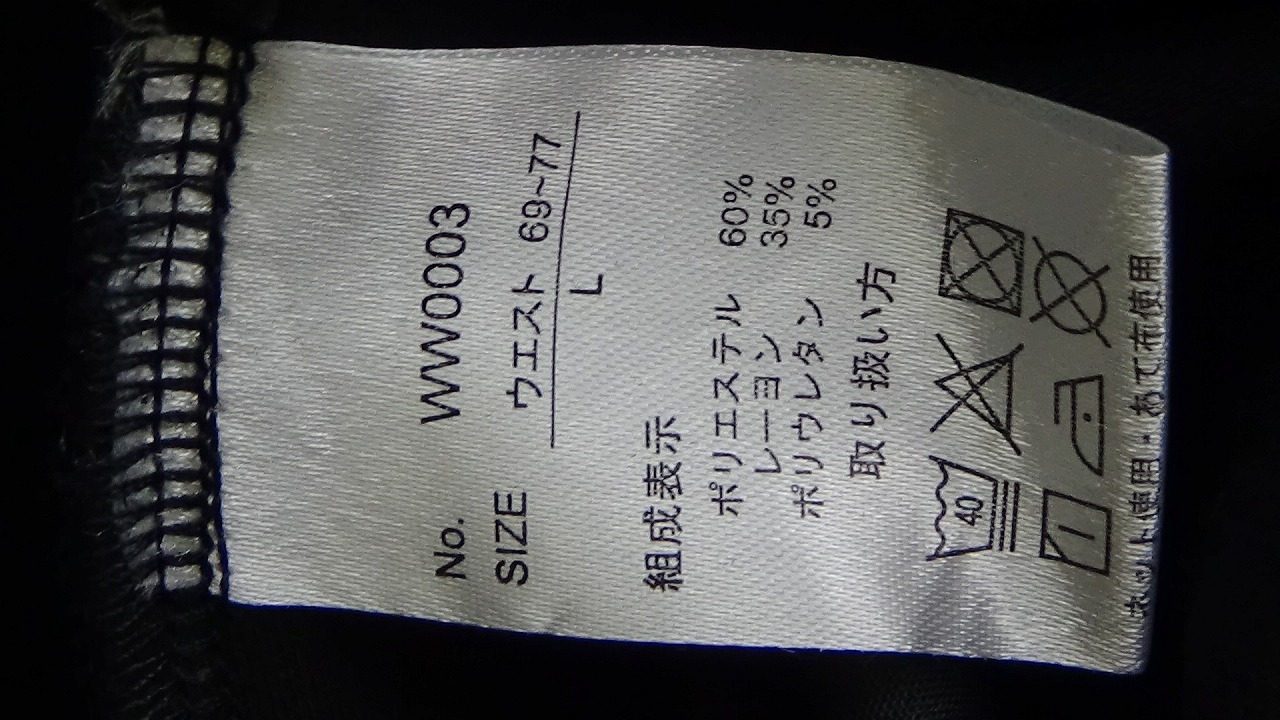 No. WW0003
SIZE ウエスト 69~77
L
組成表示
ポリエステル 60%
レーヨン 35%
ポリウレタン 5%
取り扱い方
40
ネット使用・あて布使用